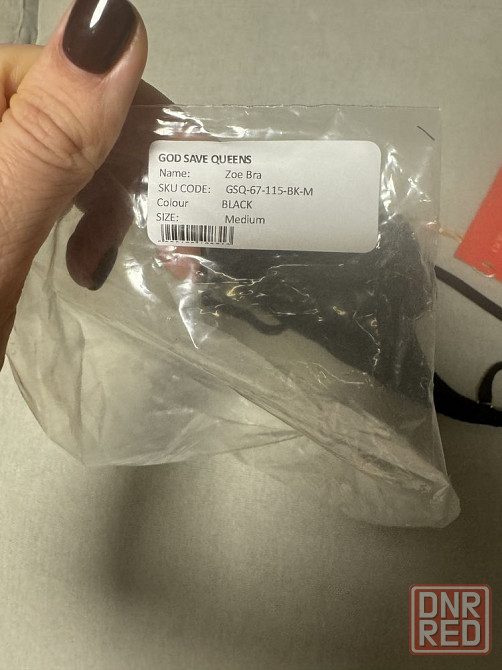 GOD SAVE QUEENS
Name: Zoe Bra
SKU CODE: GSQ-67-115-BK-M
Colour BLACK
SIZE: Medium
DNR
RED